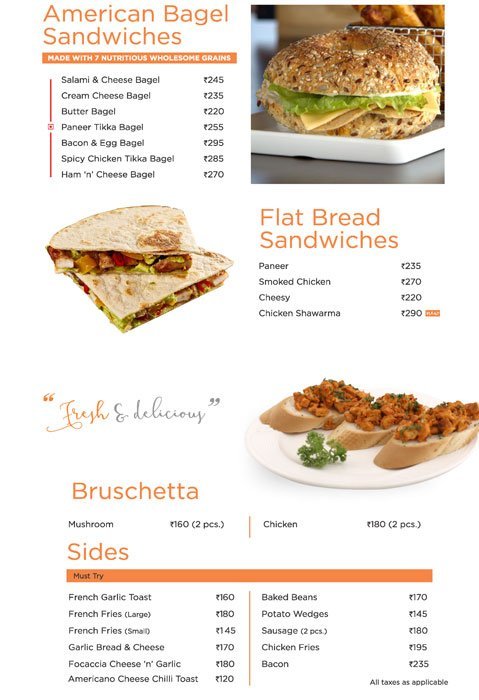 American Bagel
Sandwiches
MADE WITH 7 NUTRITIOUS WHOLESOME GRAINS
Salami & Cheese Bagel ₹245
Cream Cheese Bagel ₹235
Butter Bagel ₹220
Paneer Tikka Bagel ₹255
Bacon & Egg Bagel ₹295
Spicy Chicken Tikka Bagel ₹285
Ham 'n' Cheese Bagel ₹270
Flat Bread
Sandwiches
Paneer ₹235
Smoked Chicken ₹270
Cheesy ₹220
Chicken Shawarma ₹290
“Fresh & delicious”
Bruschetta
Mushroom ₹160 (2 pcs.)
Chicken ₹180 (2 pcs.)
Sides
Must Try
French Garlic Toast ₹160
French Fries (Large) ₹180
French Fries (Small) ₹145
Garlic Bread & Cheese ₹170
Focaccia Cheese 'n' Garlic ₹180
Americano Cheese Chilli Toast ₹120
Baked Beans ₹170
Potato Wedges ₹145
Sausage (2 pcs.) ₹180
Chicken Fries ₹195
Bacon ₹235
All taxes as applicable